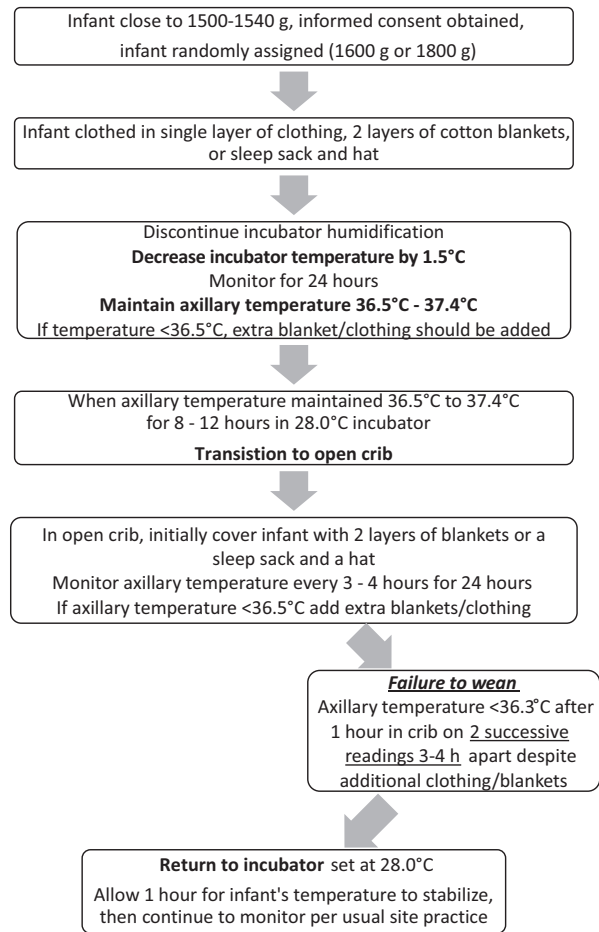 Infant close to 1500-1540 g, informed consent obtained,
infant randomly assigned (1600 g or 1800 g)
Infant clothed in single layer of clothing, 2 layers of cotton blankets,
or sleep sack and hat
Discontinue incubator humidification
Decrease incubator temperature by 1.5°C
Monitor for 24 hours
Maintain axillary temperature 36.5°C - 37.4°C
If temperature <36.5°C, extra blanket/clothing should be added
When axillary temperature maintained 36.5°C to 37.4°C
for 8 - 12 hours in 28.0°C incubator
Transistion to open crib
In open crib, initially cover infant with 2 layers of blankets or a
sleep sack and a hat
Monitor axillary temperature every 3 - 4 hours for 24 hours
If axillary temperature <36.5°C add extra blankets/clothing
Failure to wean
Axillary temperature <36.3°C after
1 hour in crib on 2 successive
readings 3-4 h apart despite
additional clothing/blankets
Return to incubator set at 28.0°C
Allow 1 hour for infant's temperature to stabilize,
then continue to monitor per usual site practice